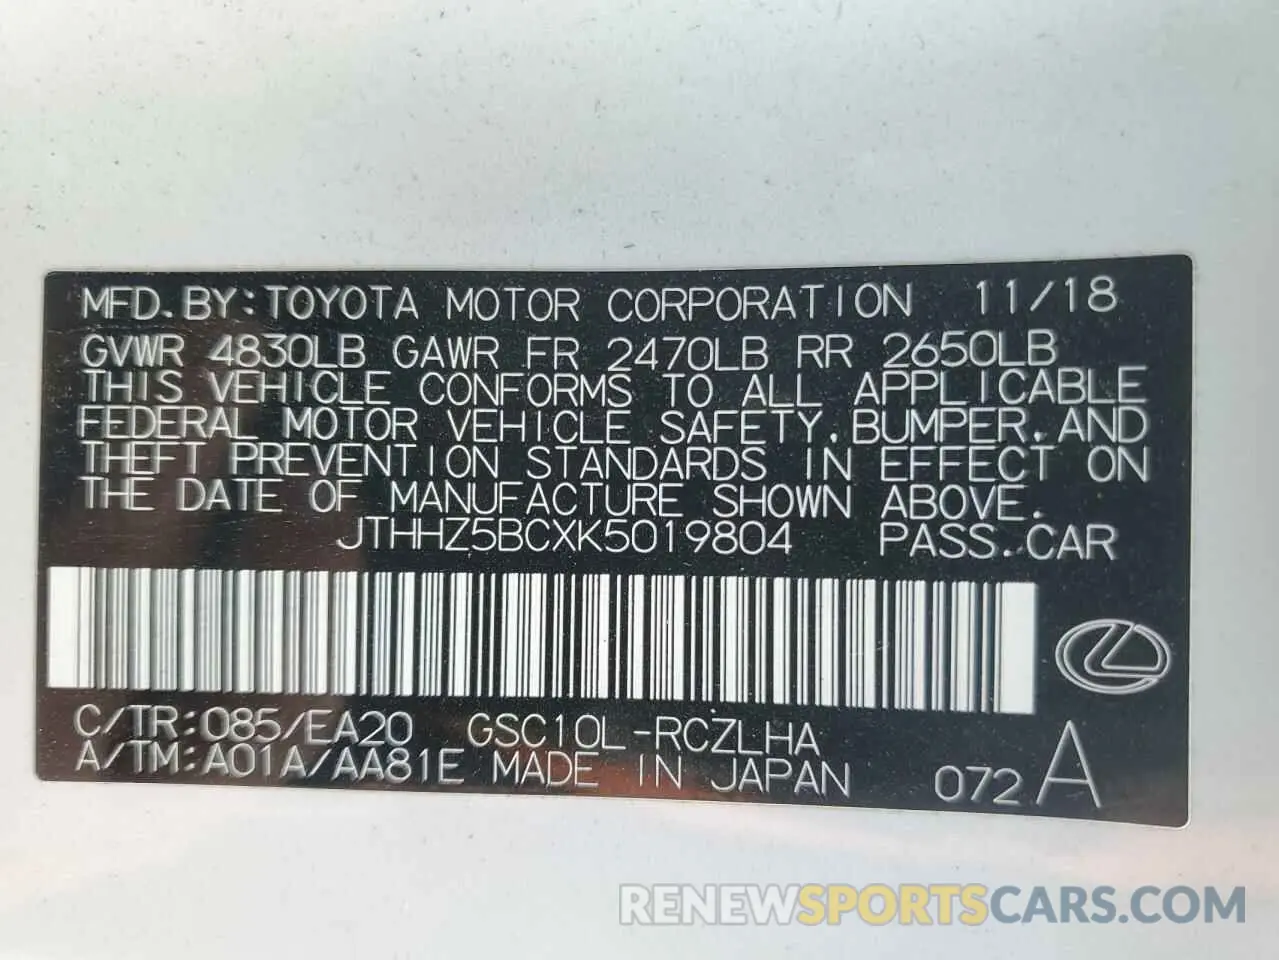 MFD. BY: TOYOTA MOTOR CORPORATION 11/18
GVWR 4830LB GAWR FR 2470LB RR 2650LB
THIS VEHICLE CONFORMS TO ALL APPLICABLE
FEDERAL MOTOR VEHICLE SAFETY, BUMPER, AND
THEFT PREVENTION STANDARDS IN EFFECT ON
THE DATE OF MANUFACTURE SHOWN ABOVE.
JTHHZ5BCXK5019804 PASS. CAR
C/TR: 085/EA20 GSC10L-RCZLHA
A/TM: A01A/AA81E MADE IN JAPAN 072 A
RENEWSPORTSCARS.COM